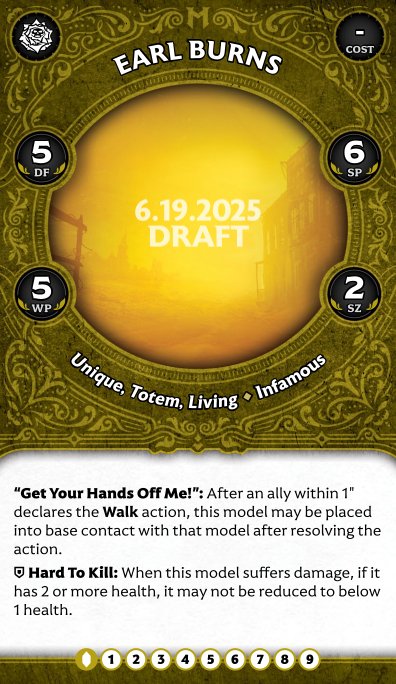 -
COST
EARL BURNS
5
DF
6
SP
6.19.2025
DRAFT
5
WP
2
SZ
Unique, Totem, Living ⬥ Infamous
“Get Your Hands Off Me!”: After an ally within 1"
declares the Walk action, this model may be placed
into base contact with that model after resolving the
action.
Hard To Kill: When this model suffers damage, if it
has 2 or more health, it may not be reduced to below
1 health.
1 2 3 4 5 6 7 8 9